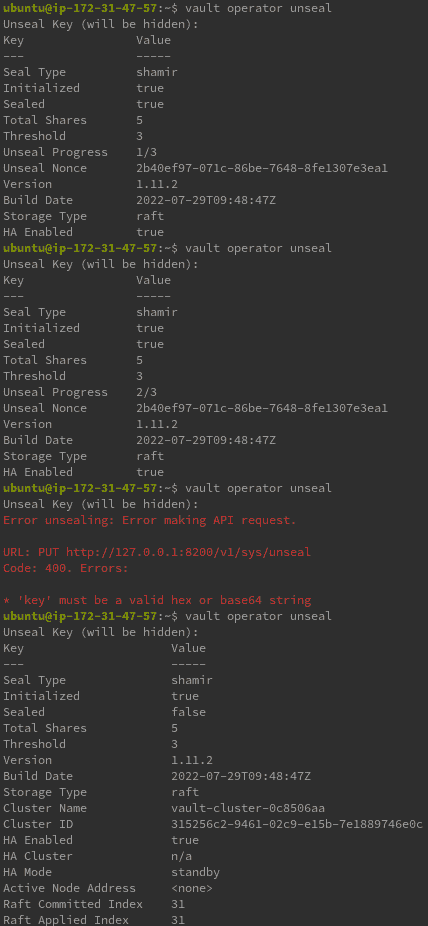 ubuntu@ip-172-31-47-57:~$ vault operator unseal
Unseal Key (will be hidden):
Key Value
--- -----
Seal Type shamir
Initialized true
Sealed true
Total Shares 5
Threshold 3
Unseal Progress 1/3
Unseal Nonce 2b40ef97-071c-86be-7648-8fe1307e3ea1
Version 1.11.2
Build Date 2022-07-29T09:48:47Z
Storage Type raft
HA Enabled true
ubuntu@ip-172-31-47-57:~$ vault operator unseal
Unseal Key (will be hidden):
Key Value
--- -----
Seal Type shamir
Initialized true
Sealed true
Total Shares 5
Threshold 3
Unseal Progress 2/3
Unseal Nonce 2b40ef97-071c-86be-7648-8fe1307e3ea1
Version 1.11.2
Build Date 2022-07-29T09:48:47Z
Storage Type raft
HA Enabled true
ubuntu@ip-172-31-47-57:~$ vault operator unseal
Unseal Key (will be hidden):
Error unsealing: Error making API request.
URL: PUT http://127.0.0.1:8200/v1/sys/unseal
Code: 400. Errors:
* 'key' must be a valid hex or base64 string
ubuntu@ip-172-31-47-57:~$ vault operator unseal
Unseal Key (will be hidden):
Key Value
--- -----
Seal Type shamir
Initialized true
Sealed false
Total Shares 5
Threshold 3
Version 1.11.2
Build Date 2022-07-29T09:48:47Z
Storage Type raft
Cluster Name vault-cluster-0c8506aa
Cluster ID 315256c2-9461-02c9-e15b-7e1889746e0c
HA Enabled true
HA Cluster n/a
HA Mode standby
Active Node Address <none>
Raft Committed Index 31
Raft Applied Index 31